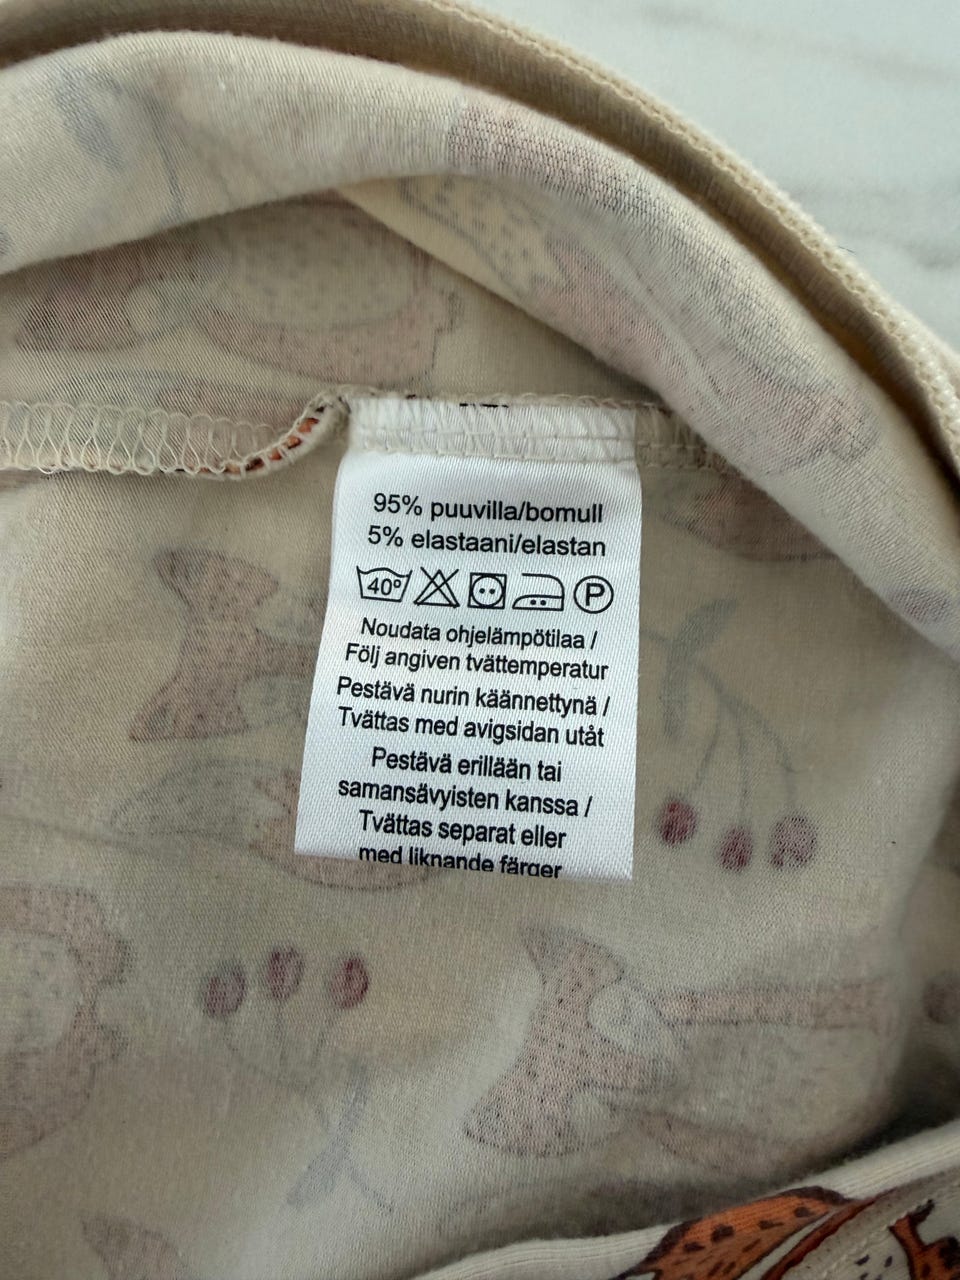 95% puuvilla/bomull
5% elastaani/elastan
40° P
Noudata ohjelämpötilaa /
Följ angiven tvättemperatur
Pestävä nurin käännettynä /
Tvättas med avigsidan utåt
Pestävä erillään tai
samansävyisten kanssa /
Tvättas separat eller
med liknande färger